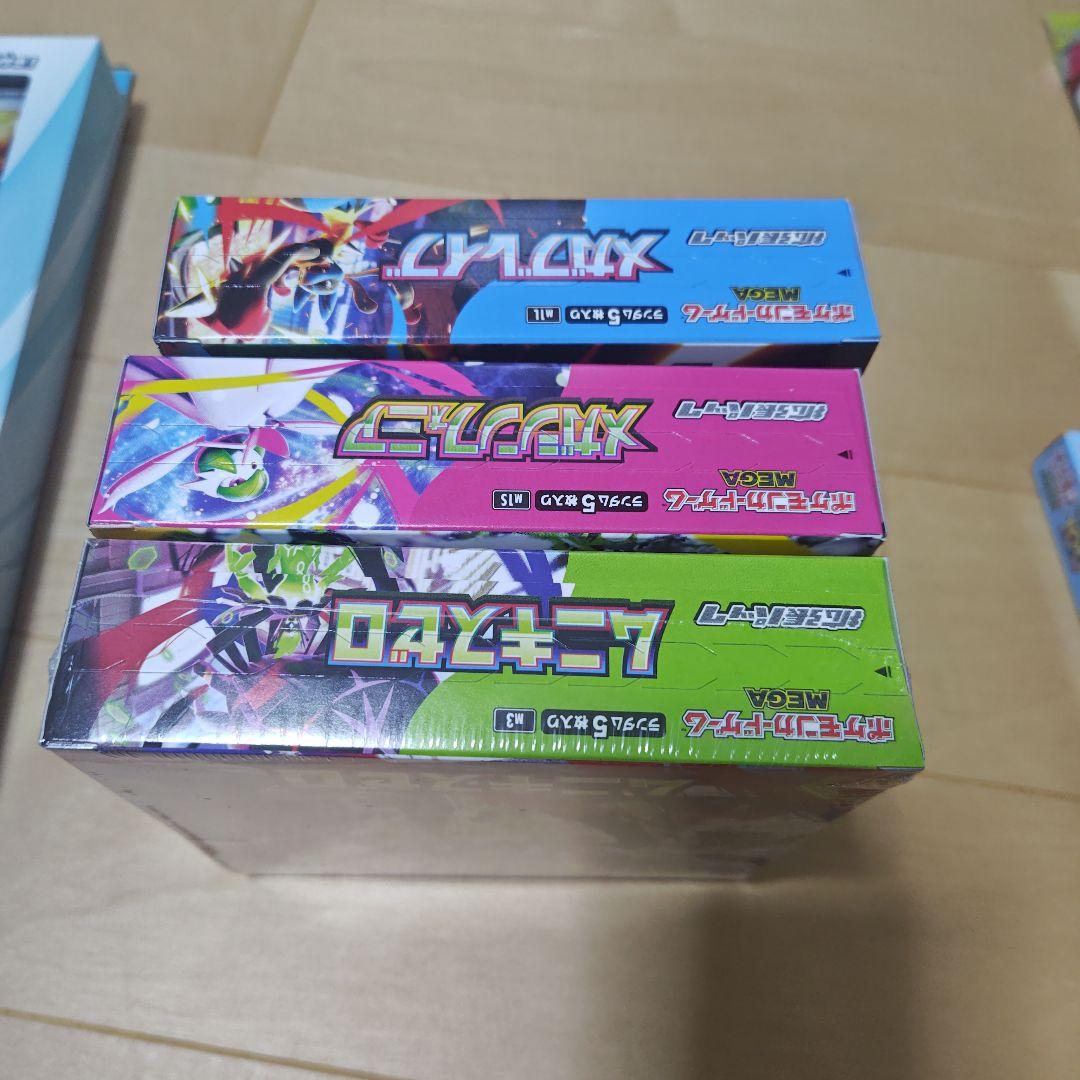 拡張パック
メガブレイブ
ポケモンカードゲーム
MEGA
ランダム5枚入り
M1L
拡張パック
メガシンフォニア
ポケモンカードゲーム
MEGA
ランダム5枚入り
M1S
拡張パック
ムニキスゼロ
ポケモンカードゲーム
MEGA
ランダム5枚入り
M3